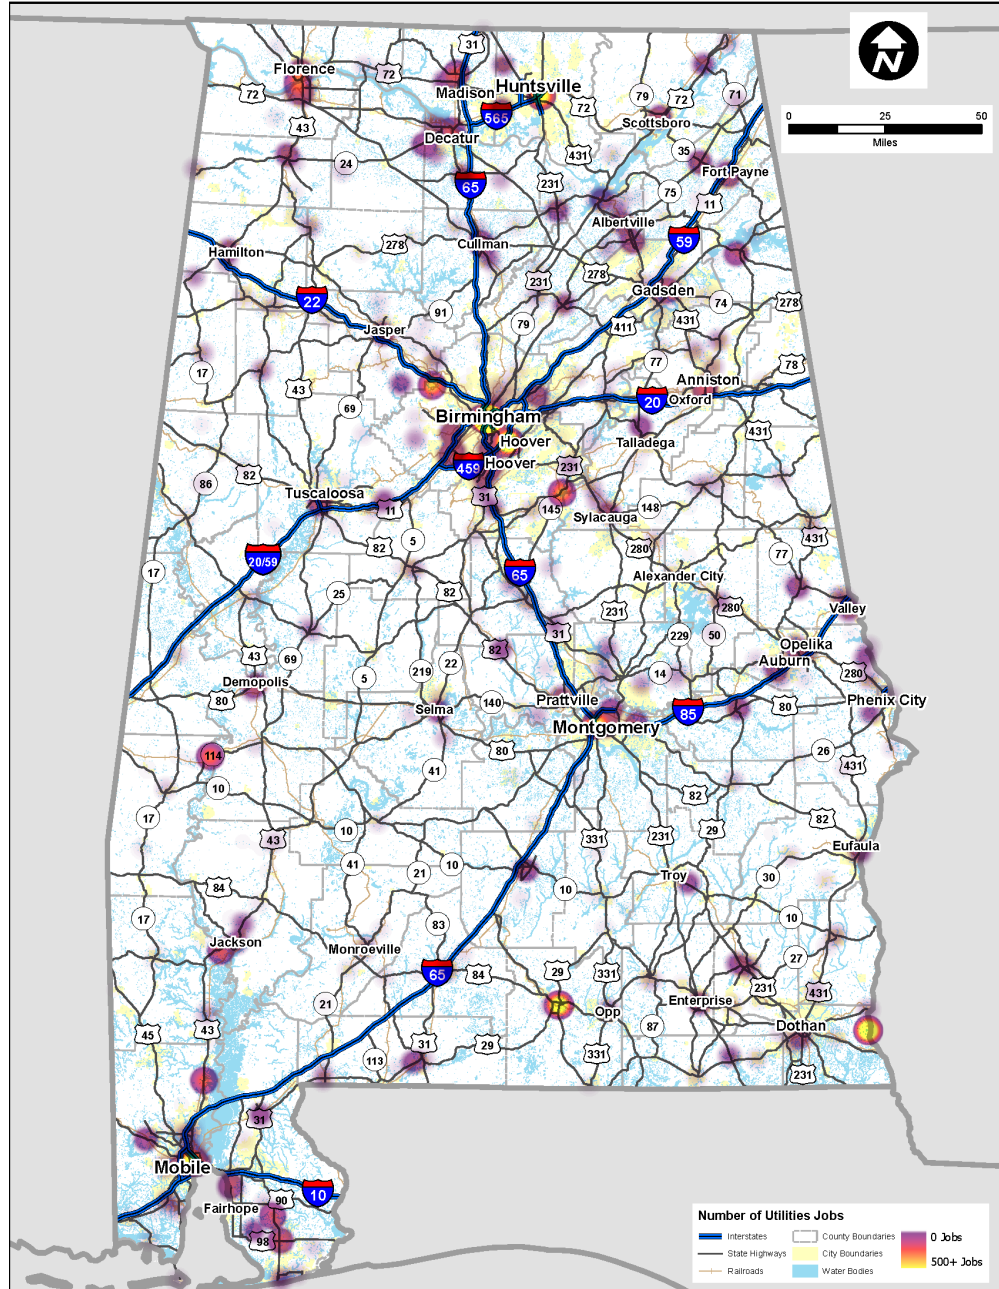 N
0 25 50
Miles
31
Florence
72
72
Madison
Huntsville
72
79
72
71
565
43
Scottsboro
Decatur
24
431
35
65
231
75
Fort Payne
11
Albertville
278
Cullman
59
Hamilton
231
278
22
Gadsden
74
278
91
79
411
431
Jasper
77
78
17
43
Anniston
69
20
Oxford
Birmingham
431
Hoover
Talladega
459
Hoover
231
86
82
Tuscaloosa
31
11
145
Sylacauga
148
5
431
82
280
20/59
77
17
65
Alexander City
25
82
231
280
Valley
31
229
50
43
69
82
Opelika
22
Auburn
219
14
280
5
Demopolis
80
140
Prattville
80
Phenix City
Selma
85
Montgomery
114
80
26
41
431
10
82
17
82
10
43
331
231
29
Eufaula
41
21
10
Troy
30
84
10
17
83
10
Jackson
Monroeville
27
65
84
29
331
231
431
21
Enterprise
Opp
45
43
87
Dothan
31
29
331
113
231
31
Mobile
10
90
Fairhope
98
Number of Utilities Jobs
Interstates
State Highways
Railroads
County Boundaries
City Boundaries
Water Bodies
0 Jobs
500+ Jobs